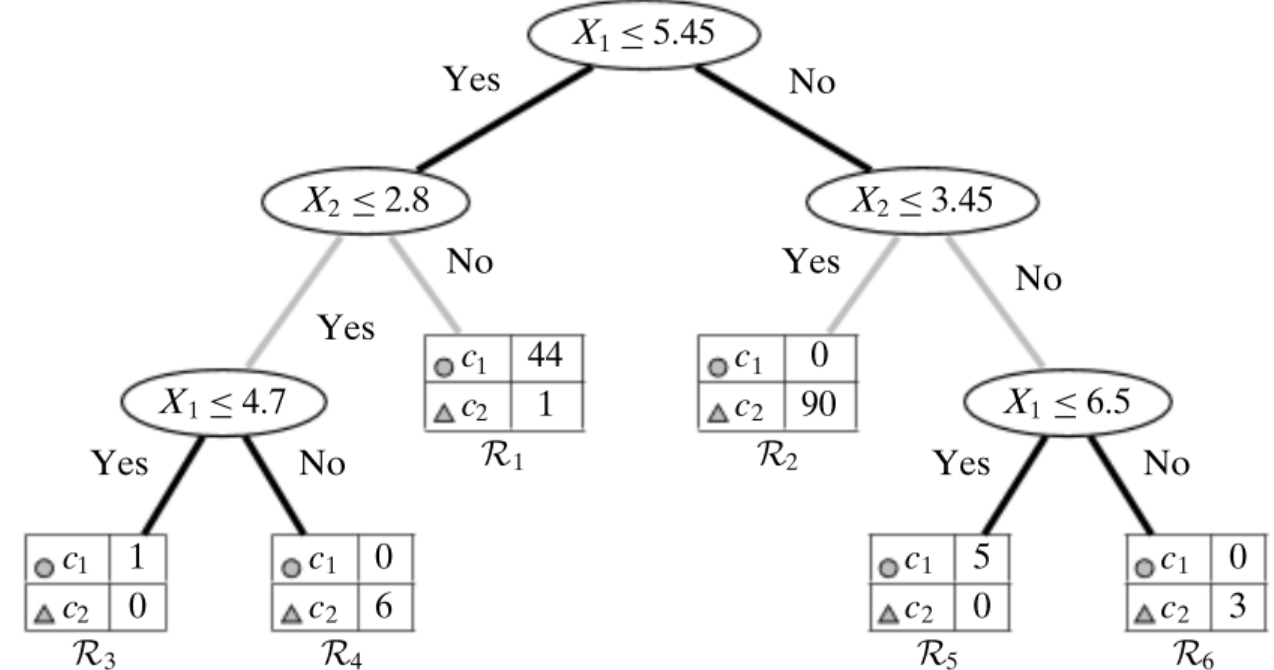 X₁ ≤ 5.45
Yes
No
X₂ ≤ 2.8
X₂ ≤ 3.45
Yes
No
Yes
No
c₁ 44
c₂ 1
R₁
c₁ 0
c₂ 90
R₂
X₁ ≤ 4.7
X₁ ≤ 6.5
Yes
No
Yes
No
c₁ 1
c₂ 0
R₃
c₁ 0
c₂ 6
R₄
c₁ 5
c₂ 0
R₅
c₁ 0
c₂ 3
R₆